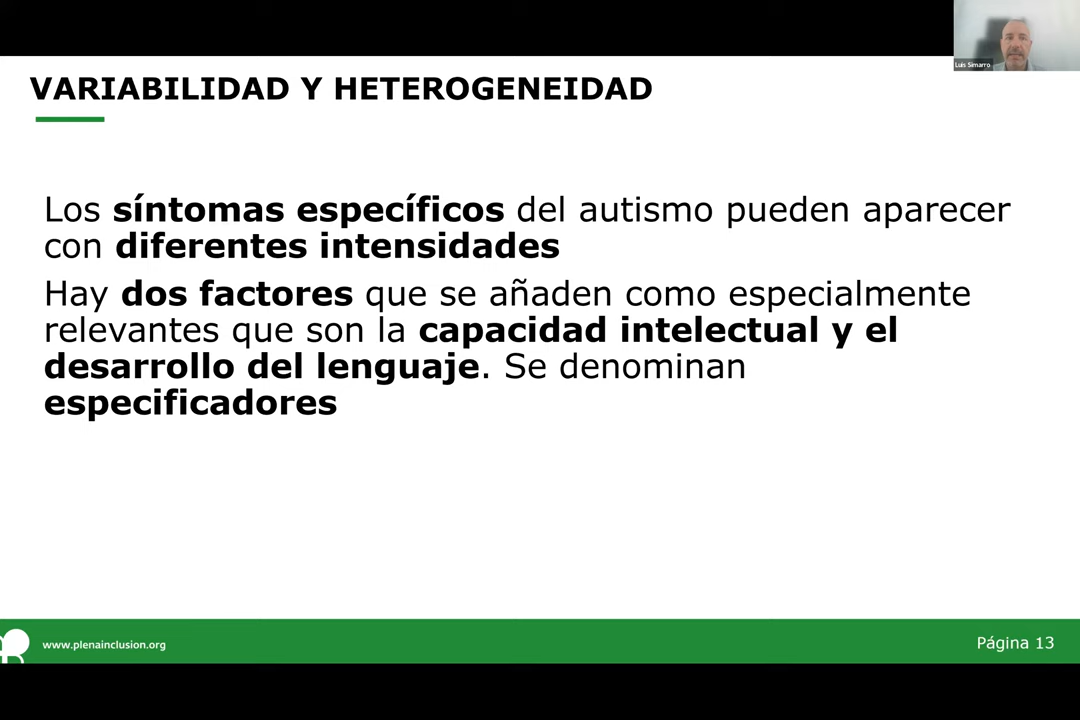 Luis Simarro
VARIABILIDAD Y HETEROGENEIDAD
Los síntomas específicos del autismo pueden aparecer
con diferentes intensidades
Hay dos factores que se añaden como especialmente
relevantes que son la capacidad intelectual y el
desarrollo del lenguaje. Se denominan
especificadores
www.plenainclusion.org
Página 13